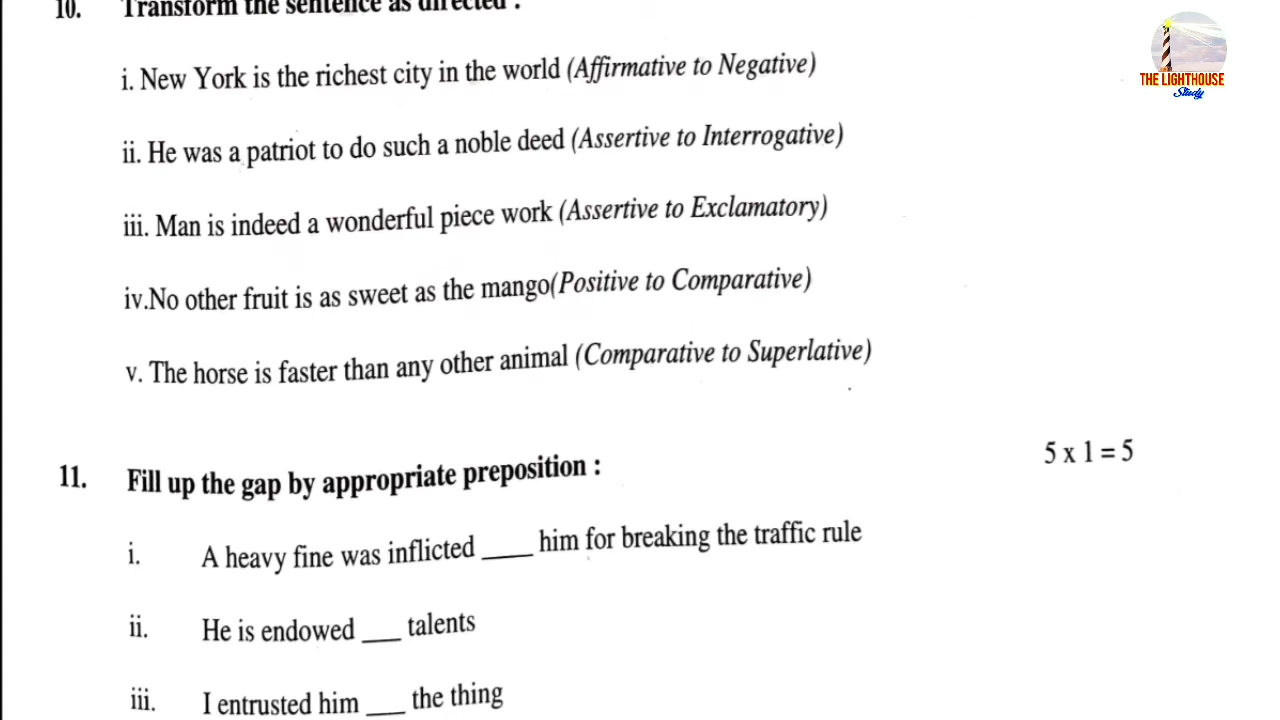 THE LIGHTHOUSE
Study
10. Transform the sentence as directed :
i. New York is the richest city in the world (Affirmative to Negative)
ii. He was a patriot to do such a noble deed (Assertive to Interrogative)
iii. Man is indeed a wonderful piece work (Assertive to Exclamatory)
iv.No other fruit is as sweet as the mango(Positive to Comparative)
v. The horse is faster than any other animal (Comparative to Superlative)
5 x 1 = 5
11. Fill up the gap by appropriate preposition :
i. A heavy fine was inflicted ____ him for breaking the traffic rule
ii. He is endowed ___ talents
iii. I entrusted him ___ the thing